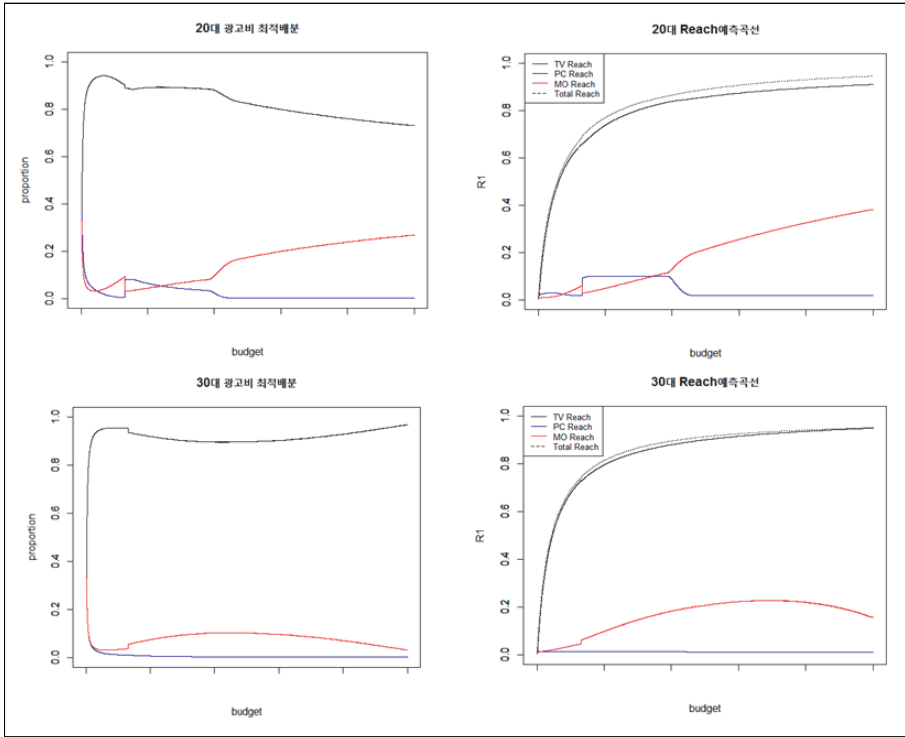 20대 광고비 최적배분
proportion
1.0
0.8
0.6
0.4
0.2
0.0
budget
20대 Reach예측곡선
TV Reach
PC Reach
MO Reach
Total Reach
R1
1.0
0.8
0.6
0.4
0.2
0.0
budget
30대 광고비 최적배분
proportion
1.0
0.8
0.6
0.4
0.2
0.0
budget
30대 Reach예측곡선
TV Reach
PC Reach
MO Reach
Total Reach
R1
1.0
0.8
0.6
0.4
0.2
0.0
budget